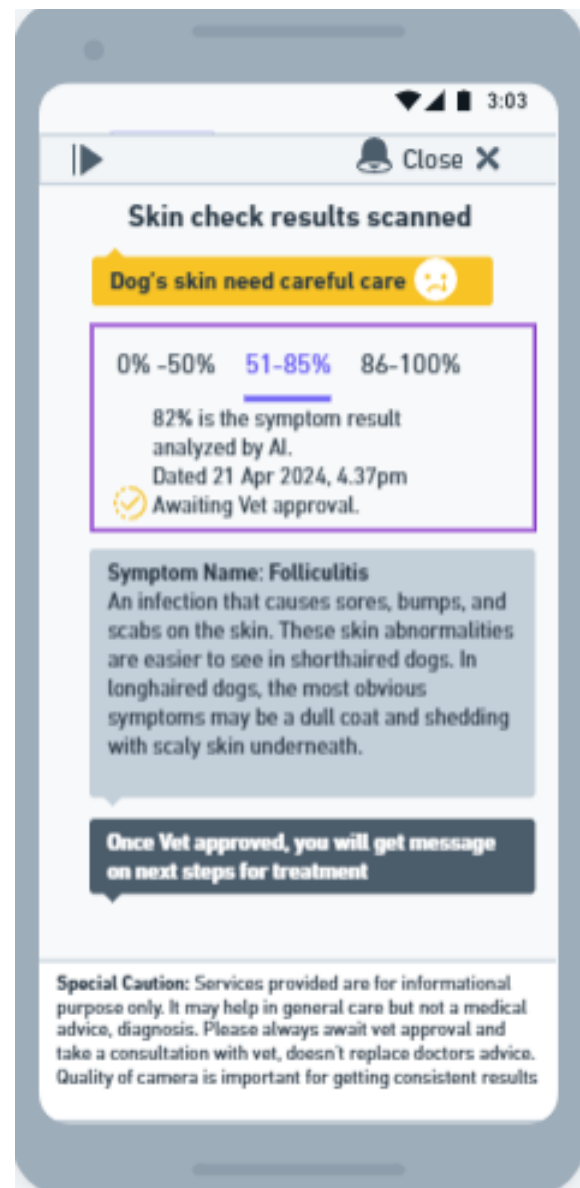 3:03
Close ✕
Skin check results scanned
Dog's skin need careful care
0% -50% 51-85% 86-100%
82% is the symptom result
analyzed by AI.
Dated 21 Apr 2024, 4.37pm
Awaiting Vet approval.
Symptom Name: Folliculitis
An infection that causes sores, bumps, and
scabs on the skin. These skin abnormalities
are easier to see in shorthaired dogs. In
longhaired dogs, the most obvious
symptoms may be a dull coat and shedding
with scaly skin underneath.
Once Vet approved, you will get message
on next steps for treatment
Special Caution: Services provided are for informational
purpose only. It may help in general care but not a medical
advice, diagnosis. Please always await vet approval and
take a consultation with vet, doesn't replace doctors advice.
Quality of camera is important for getting consistent results